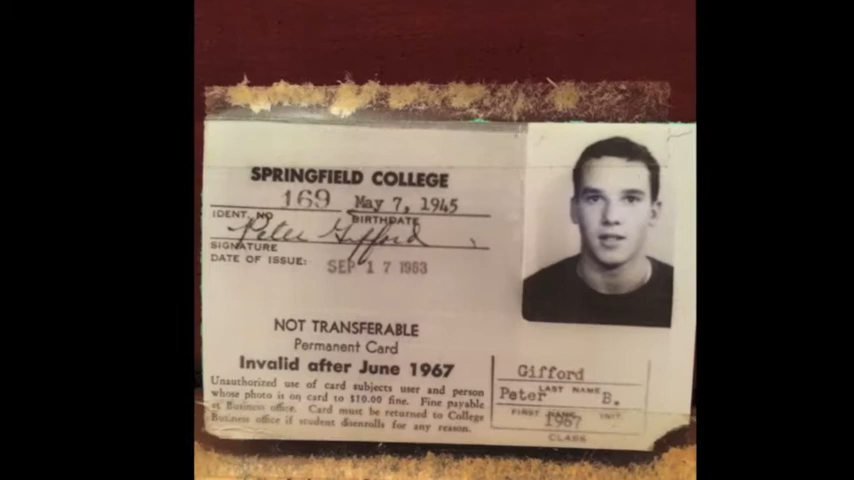 SPRINGFIELD COLLEGE
169 May 7, 1945
IDENT. NO BIRTHDATE
Peter Gifford
SIGNATURE
DATE OF ISSUE: SEP 17 1963
NOT TRANSFERABLE
Permanent Card
Invalid after June 1967
Unauthorized use of card subjects user and person
whose photo is on card to $10.00 fine. Fine payable
at Business office. Card must be returned to College
Business office if student disenrolls for any reason.
Gifford
LAST NAME
Peter B.
FIRST NAME INIT.
1967
CLASS